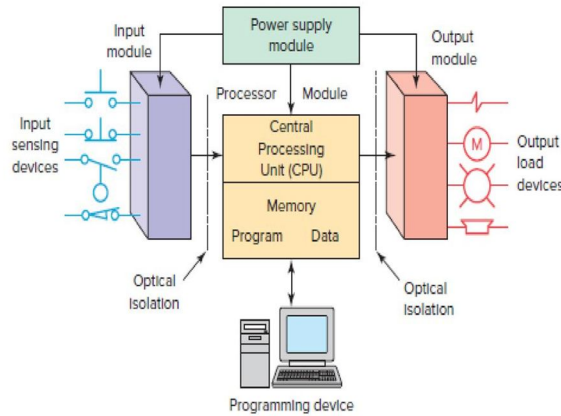 Input
module
Power supply
module
Output
module
Processor
Module
Input
sensing
devices
Central
Processing
Unit (CPU)
Memory
Program Data
M
Output
load
devices
Optical
isolation
Optical
isolation
Programming device